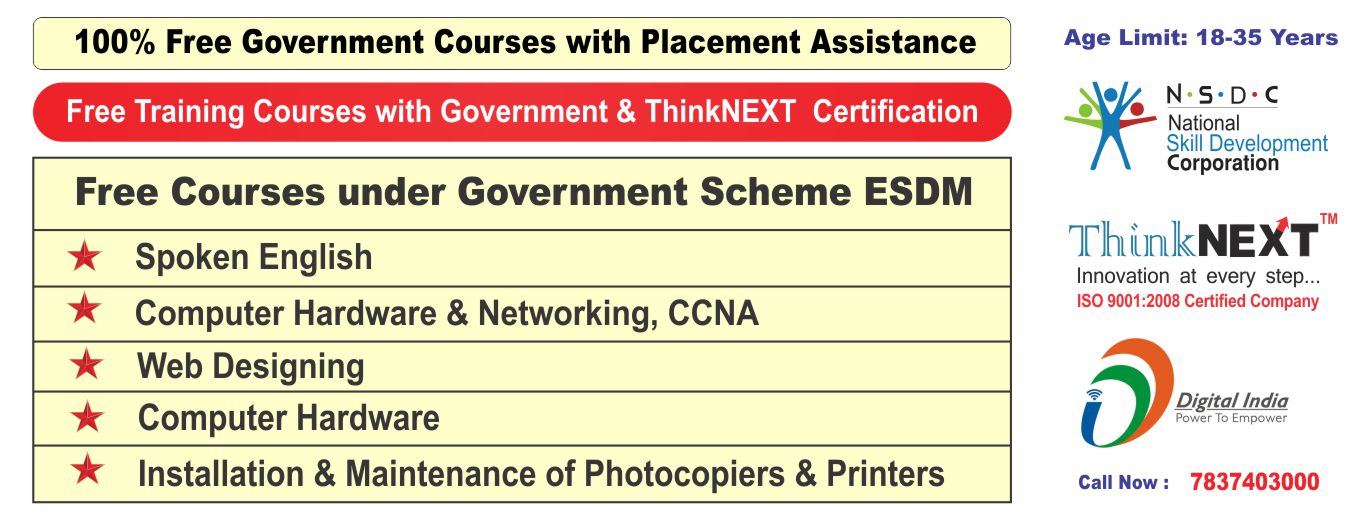 100% Free Government Courses with Placement Assistance
Free Training Courses with Government & ThinkNEXT Certification
Free Courses under Government Scheme ESDM
Spoken English
Computer Hardware & Networking, CCNA
Web Designing
Computer Hardware
Installation & Maintenance of Photocopiers & Printers
Age Limit: 18-35 Years
N·S·D·C
National
Skill Development
Corporation
ThinkNEXT™
Innovation at every step...
ISO 9001:2008 Certified Company
Digital India
Power To Empower
Call Now : 7837403000